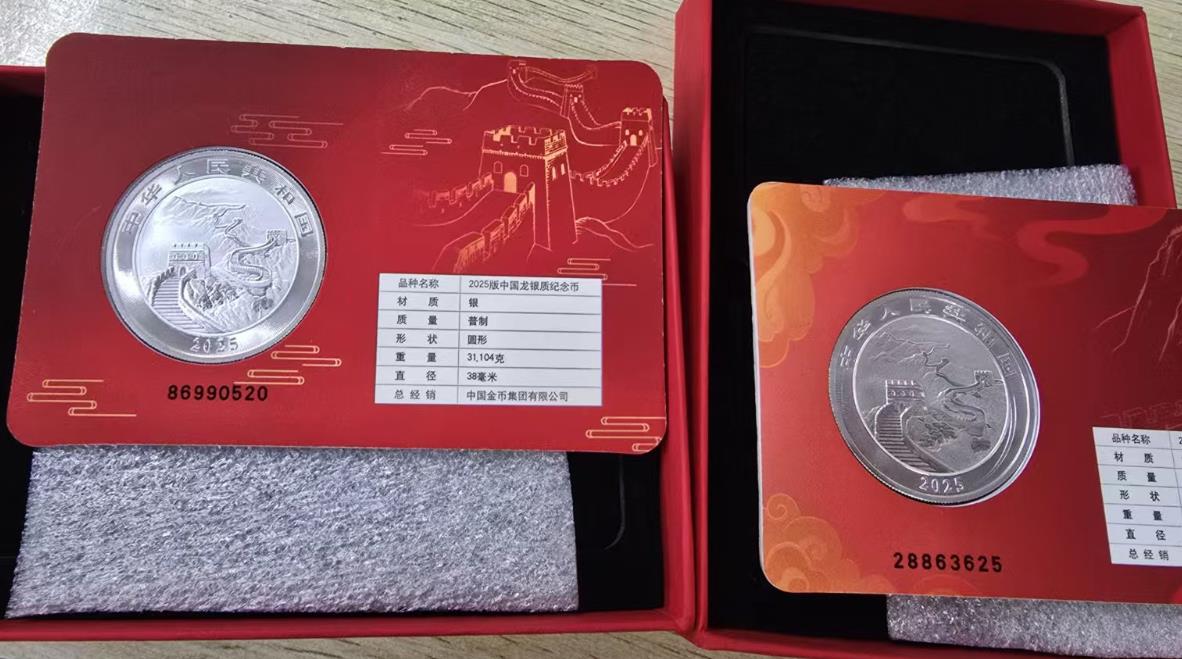 中华人民共和国
2025
86990520
品种名称 2025版中国龙银质纪念币
材 质 银
质 量 普制
形 状 圆形
重 量 31.104克
直 径 38毫米
总经销 中国金币集团有限公司
中华人民共和国
2025
28863625
品种名称 2
材 质
质 量
形 状
重 量
直 径
总经销